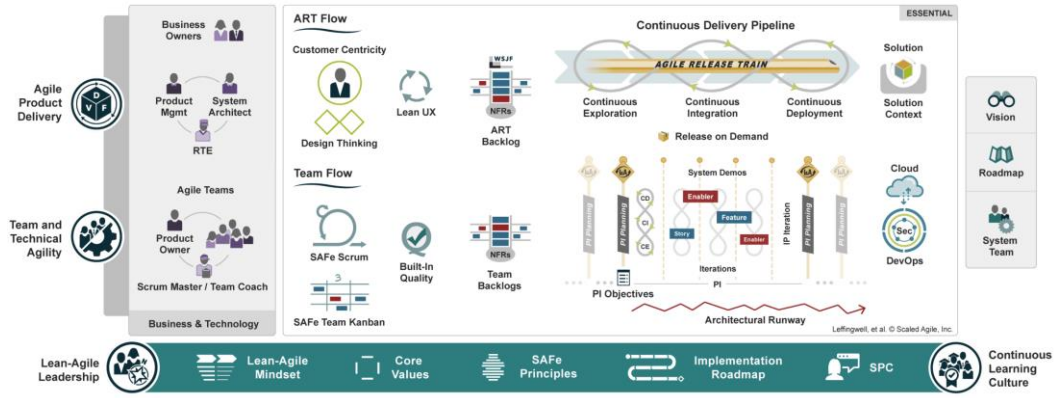 ESSENTIAL
Agile
Product
Delivery
D
V F
Team and
Technical
Agility
Business
Owners
Product
Mgmt
System
Architect
RTE
Agile Teams
Product
Owner
Scrum Master / Team Coach
Business & Technology
ART Flow
Customer Centricity
Design Thinking
Lean UX
WSJF
NFRs
ART
Backlog
Continuous Delivery Pipeline
AGILE RELEASE TRAIN
Continuous
Exploration
Continuous
Integration
Continuous
Deployment
Release on Demand
Solution
Solution
Context
Team Flow
SAFe Scrum
3
SAFe Team Kanban
Built-In
Quality
NFRs
Team
Backlogs
PI Planning
PI Planning
CD
CI
CE
System Demos
Enabler
Feature
Story
Enabler
Iterations
IP Iteration
PI Planning
PI Planning
PI
PI Objectives
Architectural Runway
Cloud
Sec
DevOps
Leffingwell, et al. © Scaled Agile, Inc.
Vision
Roadmap
System
Team
Lean-Agile
Leadership
Lean-Agile
Mindset
Core
Values
SAFe
Principles
Implementation
Roadmap
SPC
Continuous
Learning
Culture